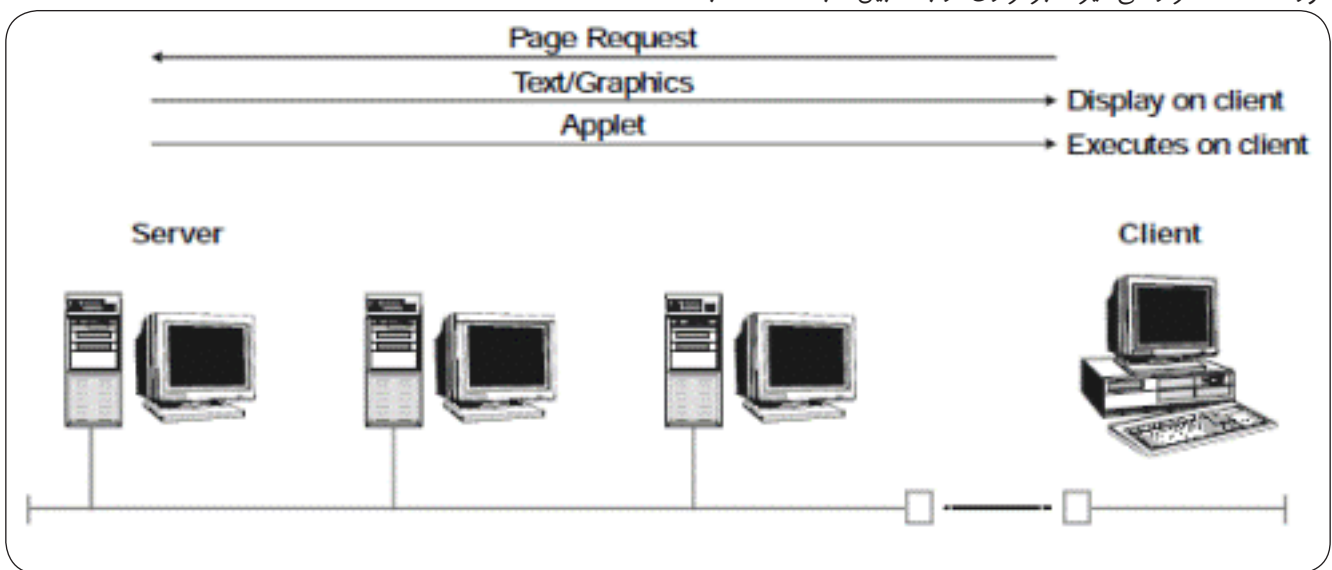 Page Request
Text/Graphics
Display on client
Applet
Executes on client
Server
Client